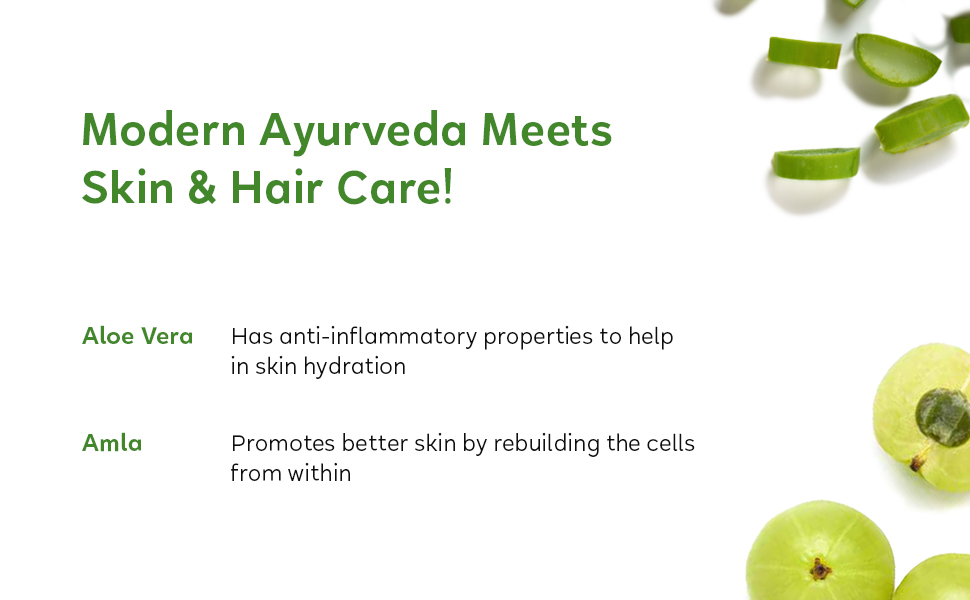 Modern Ayurveda Meets
Skin & Hair Care!
Aloe Vera Has anti-inflammatory properties to help
in skin hydration
Amla Promotes better skin by rebuilding the cells
from within